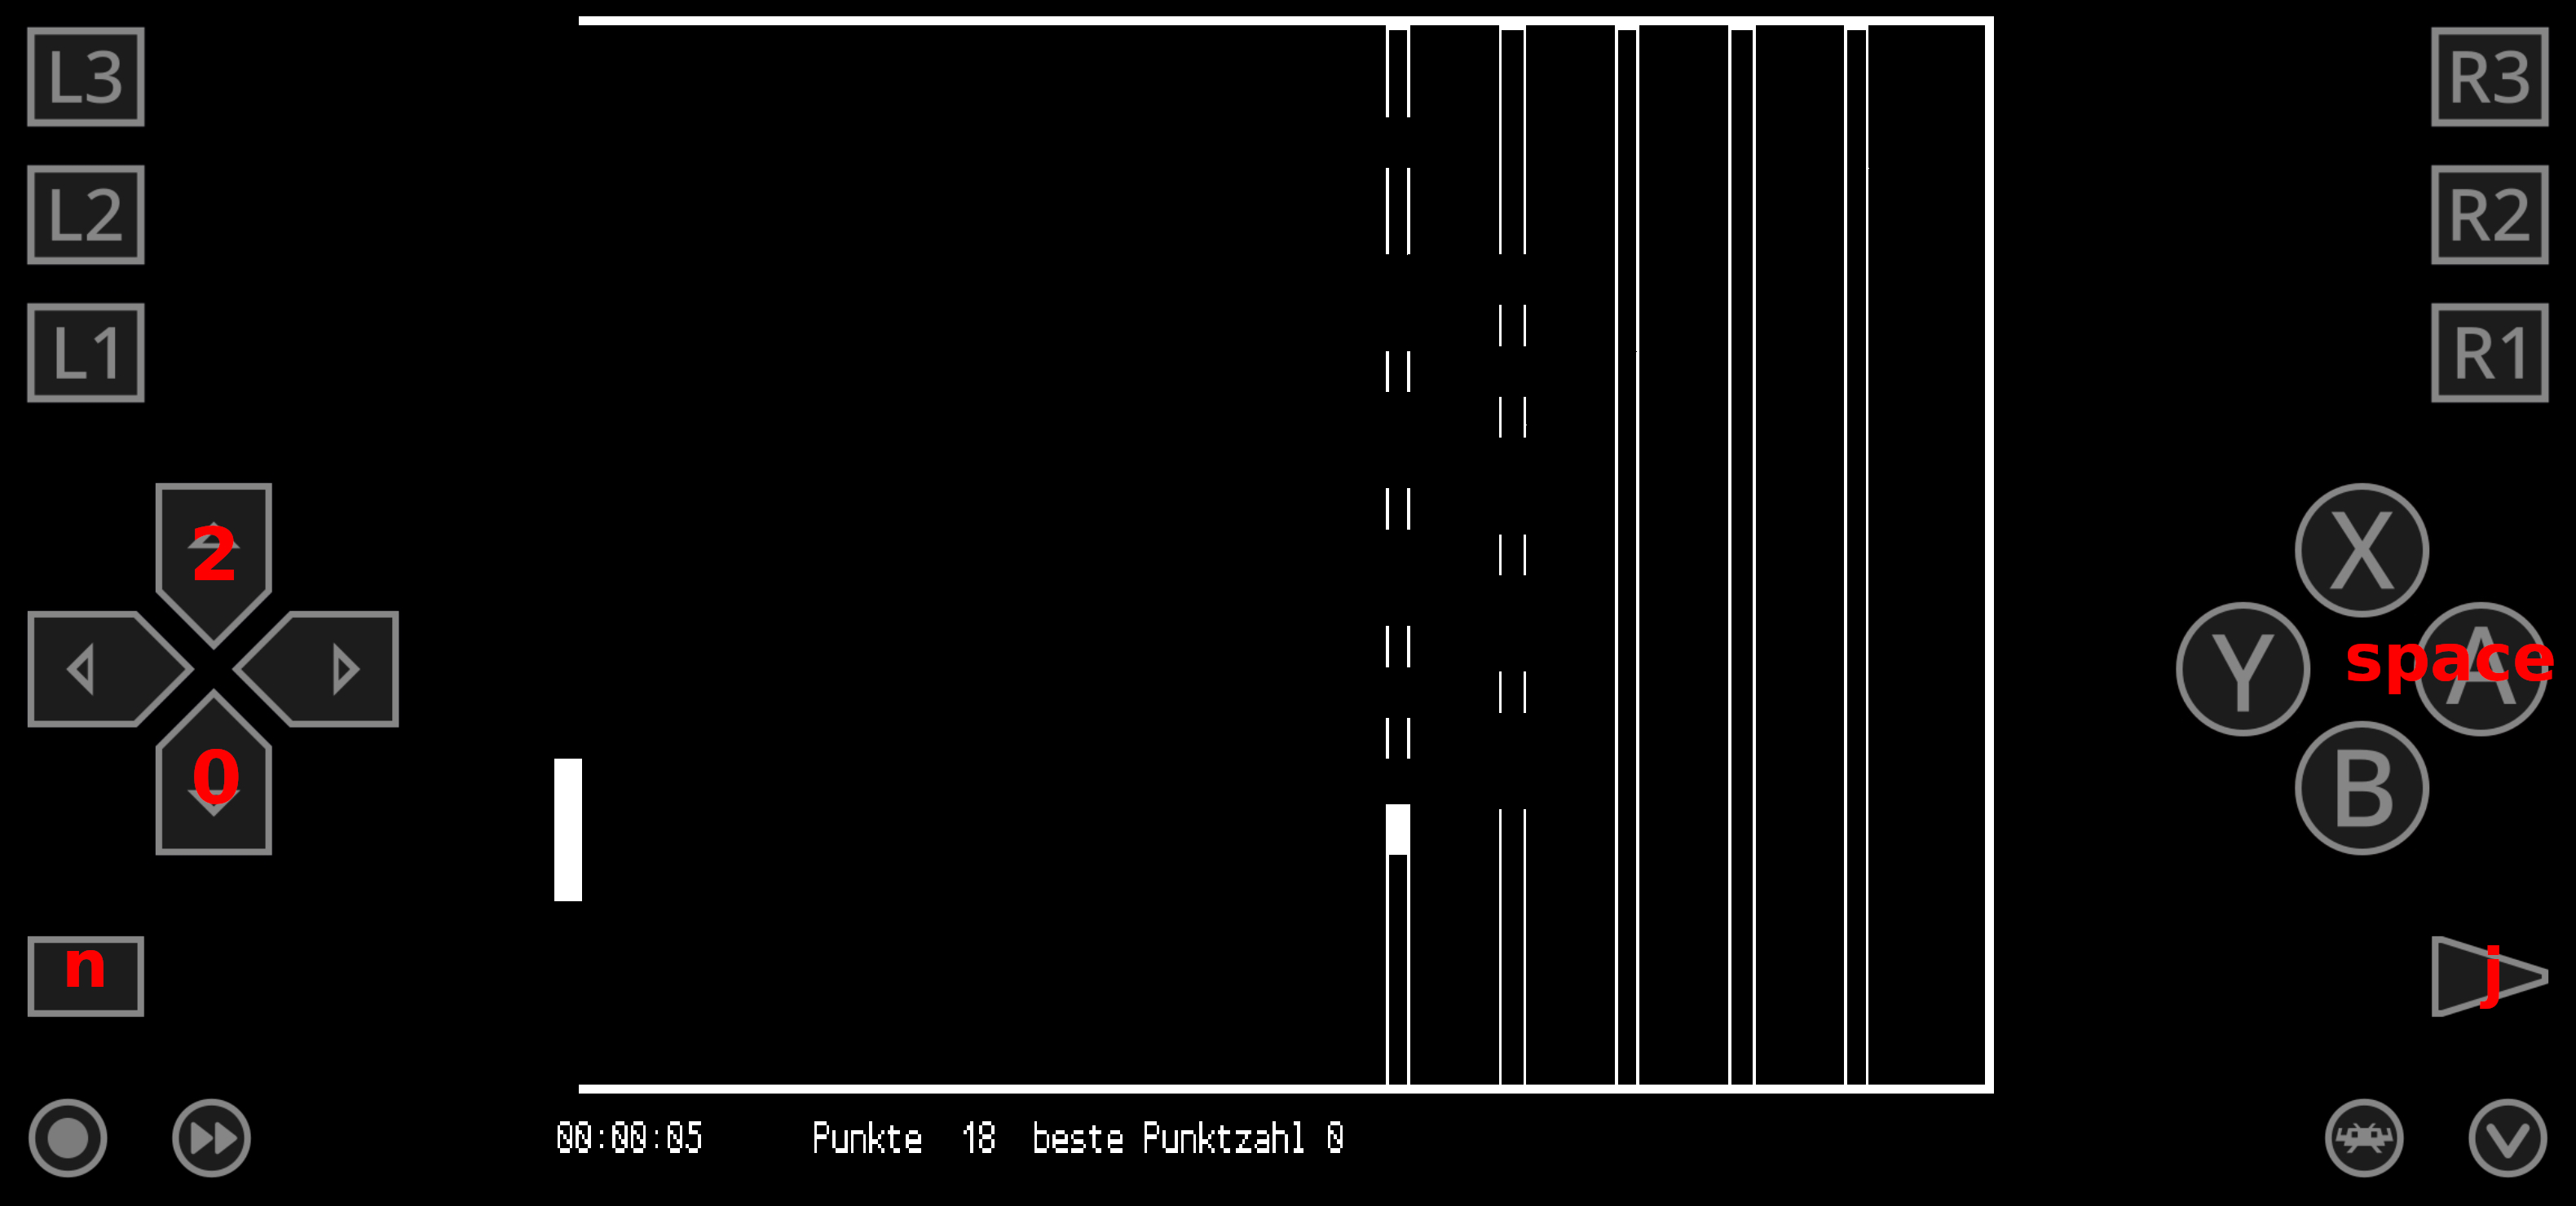 L3
R3
L2
R2
L1
R1
2
X
Y
space
A
0
B
n
j
00:00:05 Punkte 18 beste Punktzahl 0